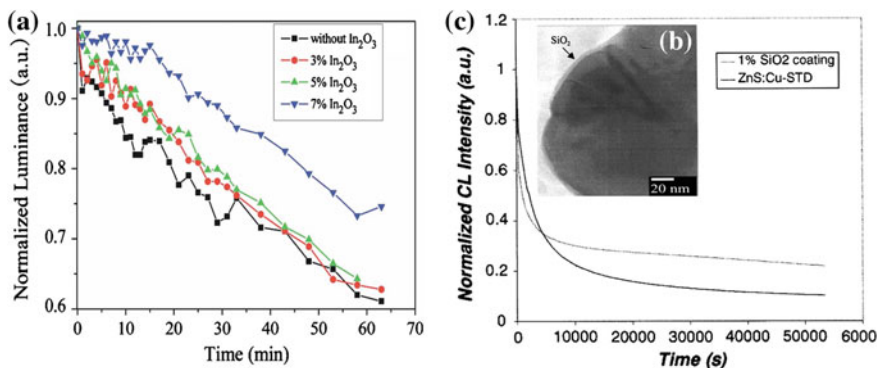 (a)
Normalized Luminance (a.u.)
1.0
0.9
0.8
0.7
0.6
without In₂O₃
3% In₂O₃
5% In₂O₃
7% In₂O₃
0 10 20 30 40 50 60 70
Time (min)
(c)
Normalized CL Intensity (a.u.)
1.4
1.2
1
0.8
0.6
0.4
0.2
0
SiO₂
(b)
20 nm
1% SiO2 coating
ZnS:Cu-STD
0 10000 20000 30000 40000 50000 6000
Time (s)